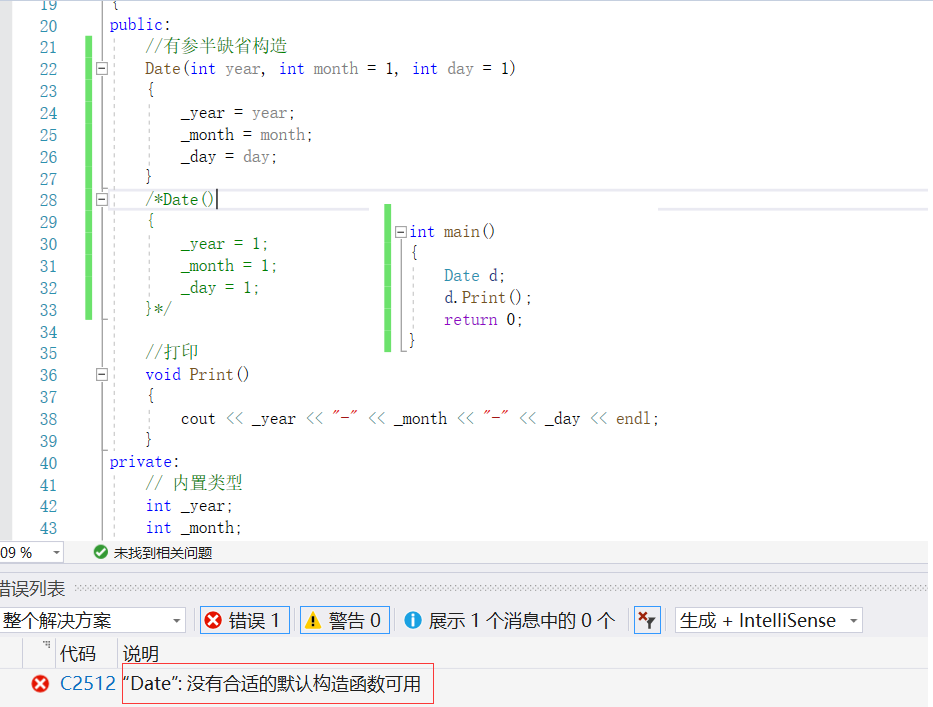 19 {
20 public:
21 //有参半缺省构造
22 Date(int year, int month = 1, int day = 1)
23 {
24 _year = year;
25 _month = month;
26 _day = day;
27 }
28 /*Date()
29 {
30 _year = 1;
31 _month = 1;
32 _day = 1;
33 }*/
34
35 //打印
36 void Print()
37 {
38 cout << _year << "-" << _month << "-" << _day << endl;
39 }
40 private:
41 // 内置类型
42 int _year;
43 int _month;
int main()
{
Date d;
d.Print();
return 0;
}
09 % 未找到相关问题
错误列表
整个解决方案 错误 1 警告 0 展示 1 个消息中的 0 个 生成 + IntelliSense
代码 说明
C2512 “Date”: 没有合适的默认构造函数可用